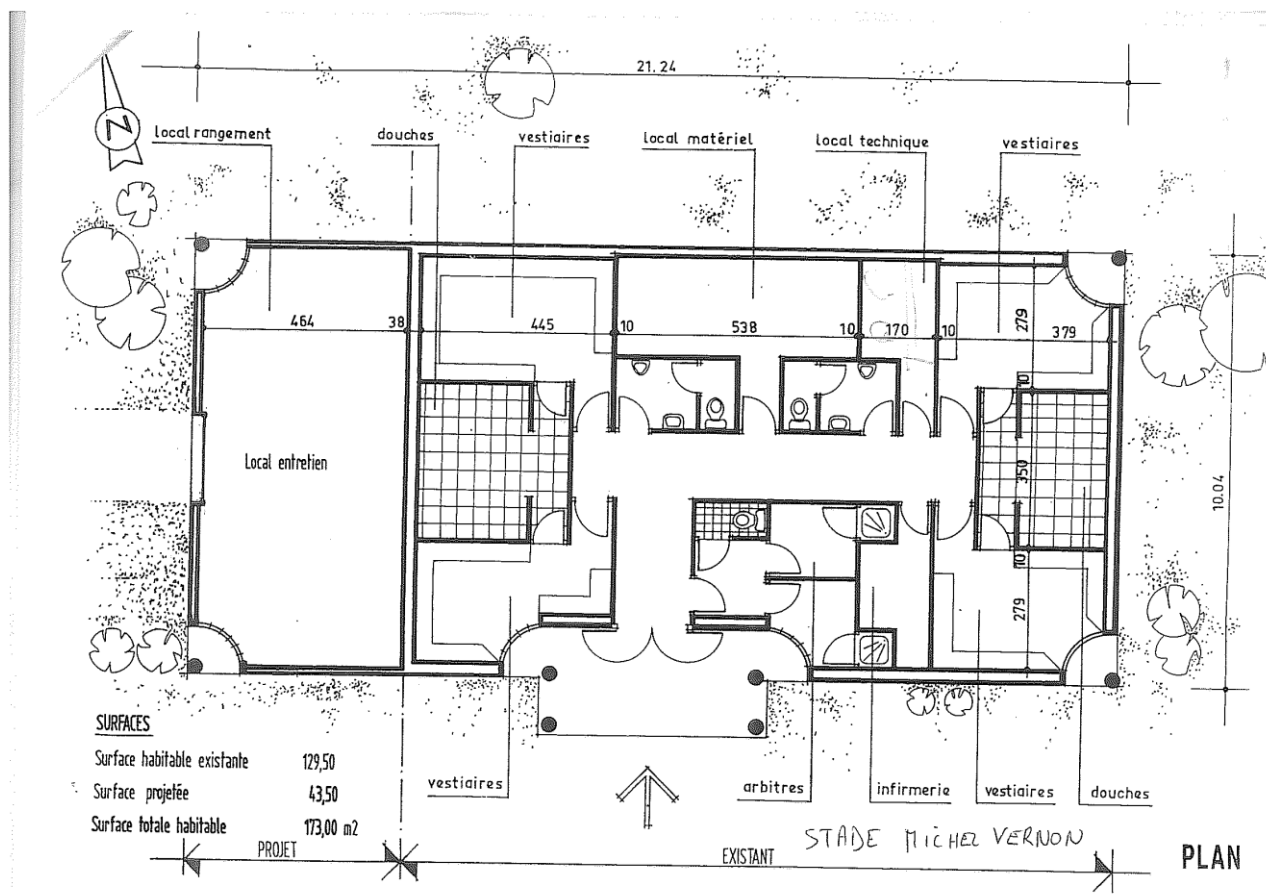 21.24
N
local rangement
douches
vestiaires
local matériel
local technique
vestiaires
464
38
445
10
538
10
170
10
279
379
10
Local entretien
350
10.04
10
279
SURFACES
Surface habitable existante 129,50
Surface projetée 43,50
Surface totale habitable 173,00 m2
vestiaires
arbitres
infirmerie
vestiaires
douches
STADE MICHEL VERNON
PROJET
EXISTANT
PLAN